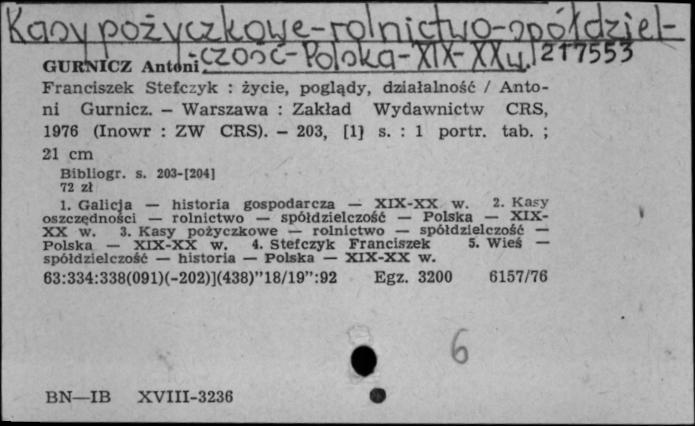 Kasy pożyczkowe-rolnictwo-spółdziel-
czość-Polska-XIX-XXw. 217553
GURNICZ Antoni
Franciszek Stefczyk : życie, poglądy, działalność / Anto-
ni Gurnicz. — Warszawa : Zakład Wydawnictw CRS,
1976 (Inowr : ZW CRS). — 203, [1] s. : 1 portr. tab. ;
21 cm
Bibliogr. s. 203-[204]
72 zł
1. Galicja — historia gospodarcza — XIX-XX w. 2. Kasy
oszczędności — rolnictwo — spółdzielczość — Polska — XIX-
XX w. 3. Kasy pożyczkowe — rolnictwo — spółdzielczość —
Polska — XIX-XX w. 4. Stefczyk Franciszek 5. Wieś —
spółdzielczość — historia — Polska — XIX-XX w.
63:334:338(091)(-202)](438)"18/19":92 Egz. 3200 6157/76
6
BN—IB XVIII-3236